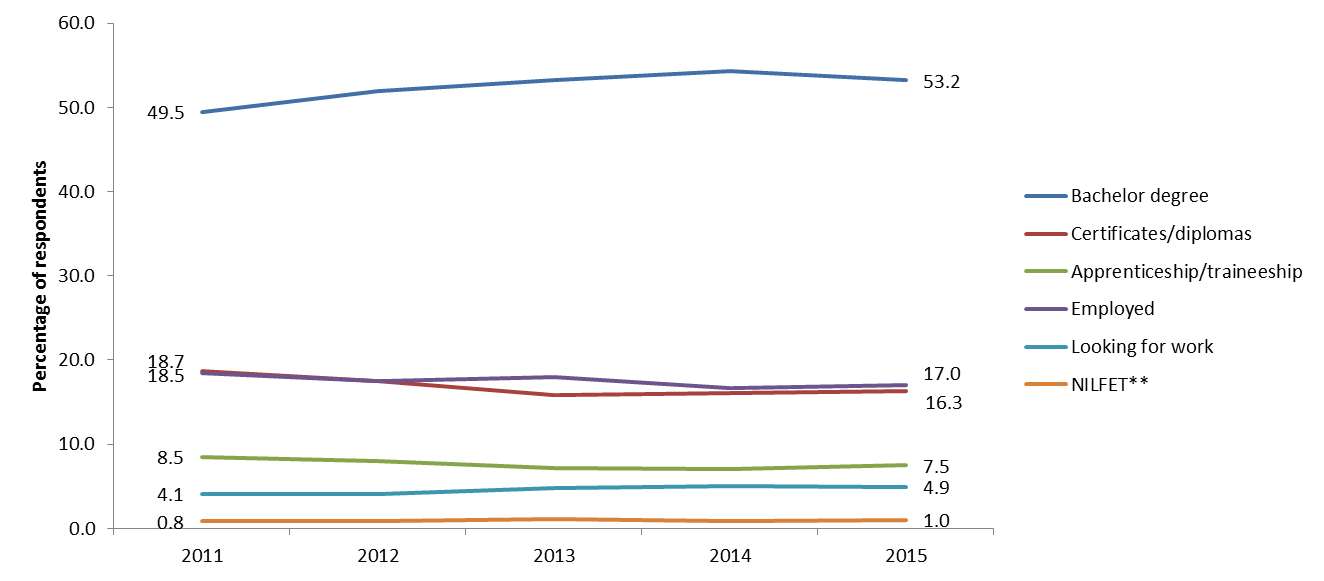 60.0
50.0
40.0
30.0
20.0
10.0
0.0
Percentage of respondents
49.5
18.7
18.5
8.5
4.1
0.8
53.2
17.0
16.3
7.5
4.9
1.0
2011 2012 2013 2014 2015
Bachelor degree
Certificates/diplomas
Apprenticeship/traineeship
Employed
Looking for work
NILFET**